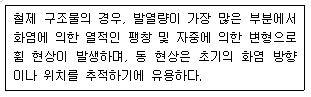 철제 구조물의 경우, 발열량이 가장 많은 부분에서
화염에 의한 열적인 팽창 및 자중에 의한 변형으로
휨 현상이 발생하며, 동 현상은 초기의 화염 방향
이나 위치를 추적하기에 유용하다.